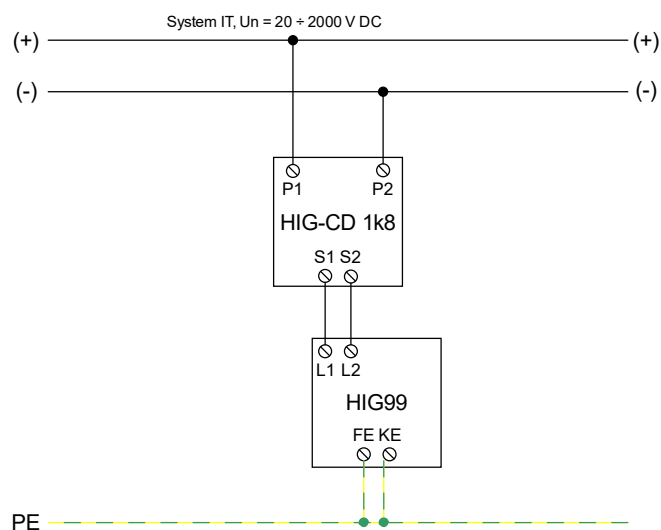 System IT, Un = 20 ÷ 2000 V DC
(+) (+)
(-) (-)
P1 P2
HIG-CD 1k8
S1 S2
L1 L2
HIG99
FE KE
PE